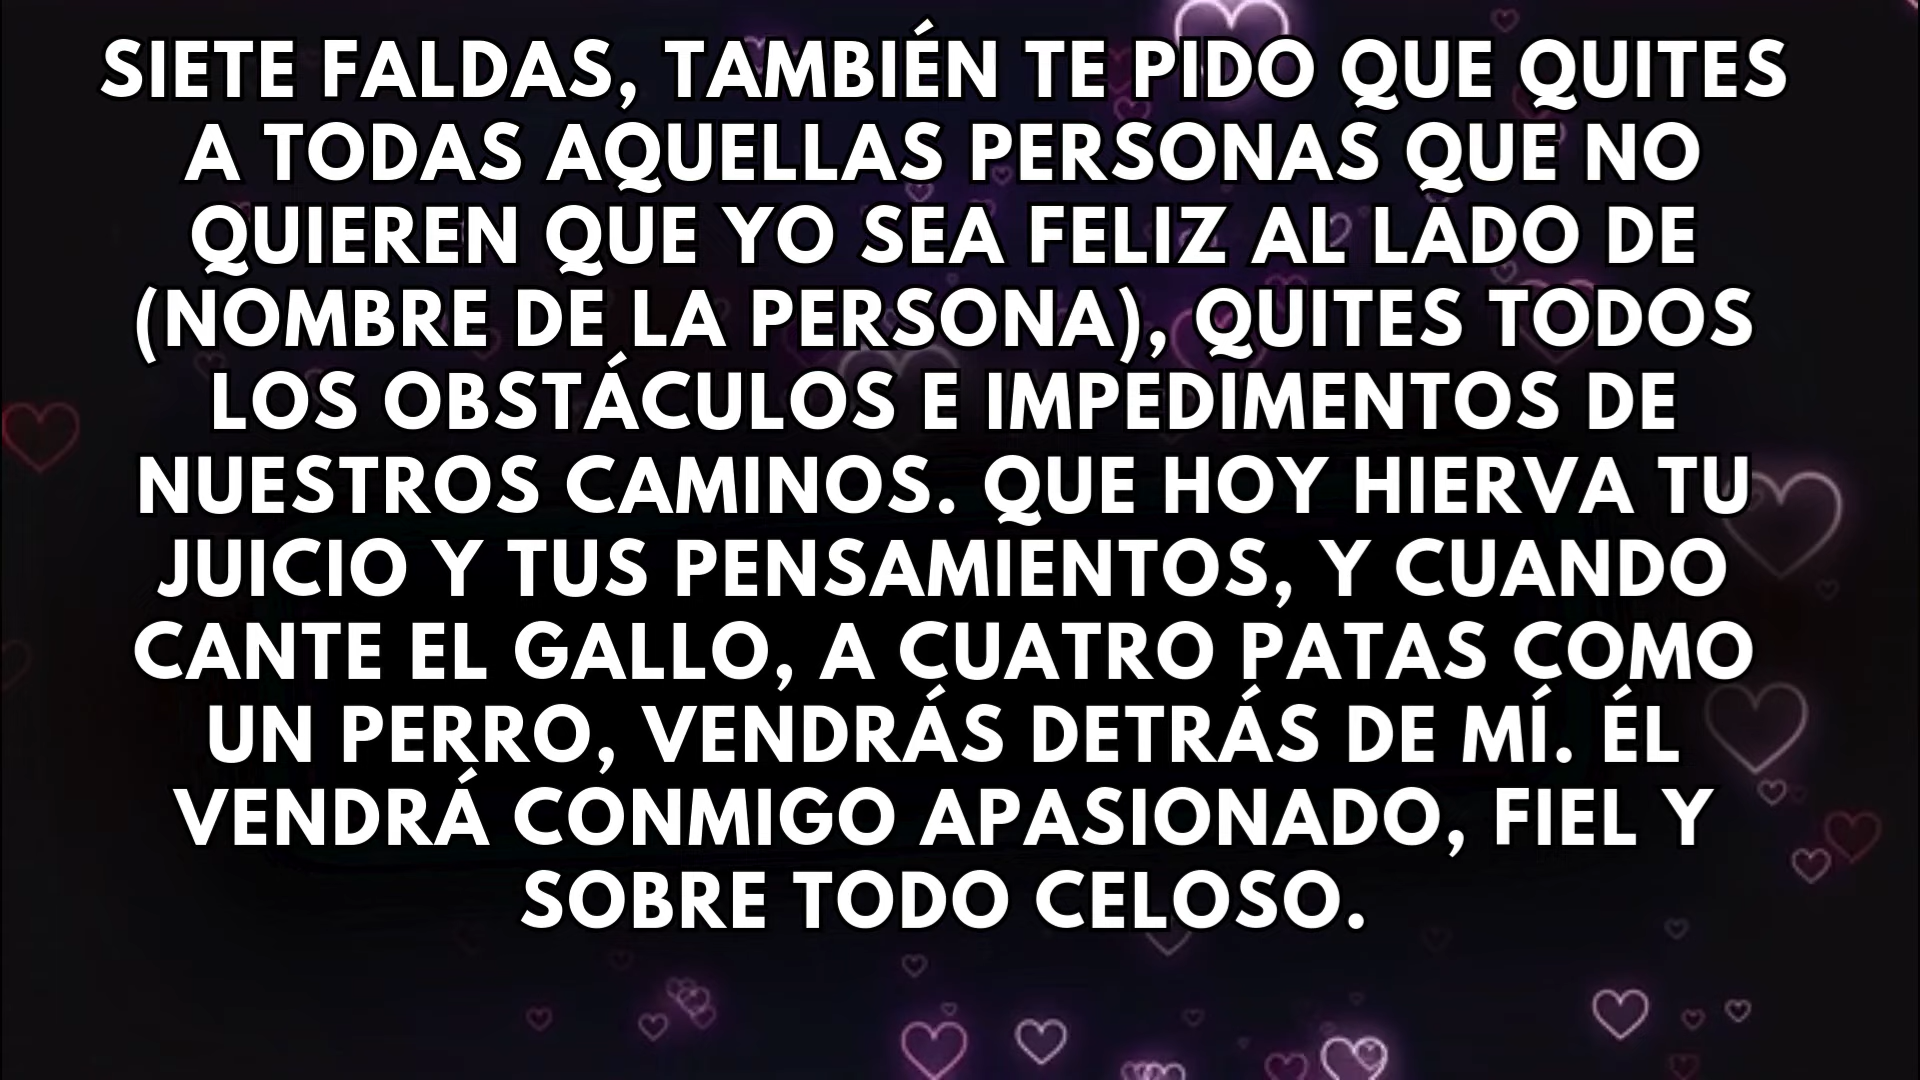 SIETE FALDAS, TAMBIÉN TE PIDO QUE QUITES
A TODAS AQUELLAS PERSONAS QUE NO
QUIEREN QUE YO SEA FELIZ AL LADO DE
(NOMBRE DE LA PERSONA), QUITES TODOS
LOS OBSTÁCULOS E IMPEDIMENTOS DE
NUESTROS CAMINOS. QUE HOY HIERVA TU
JUICIO Y TUS PENSAMIENTOS, Y CUANDO
CANTE EL GALLO, A CUATRO PATAS COMO
UN PERRO, VENDRÁS DETRÁS DE MÍ. ÉL
VENDRÁ CONMIGO APASIONADO, FIEL Y
SOBRE TODO CELOSO.